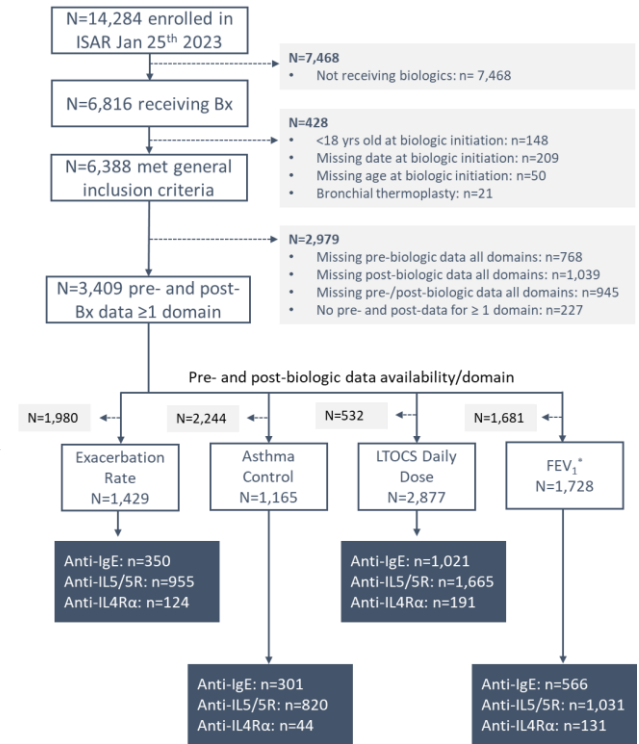 N=14,284 enrolled in
ISAR Jan 25th 2023
N=7,468
• Not receiving biologics: n= 7,468
N=6,816 receiving Bx
N=428
• <18 yrs old at biologic initiation: n=148
• Missing date at biologic initiation: n=209
• Missing age at biologic initiation: n=50
• Bronchial thermoplasty: n=21
N=6,388 met general
inclusion criteria
N=2,979
• Missing pre-biologic data all domains: n=768
• Missing post-biologic data all domains: n=1,039
• Missing pre-/post-biologic data all domains: n=945
• No pre- and post-data for ≥ 1 domain: n=227
N=3,409 pre- and post-
Bx data ≥1 domain
Pre- and post-biologic data availability/domain
N=1,980
N=2,244
N=532
N=1,681
Exacerbation
Rate
N=1,429
Asthma
Control
N=1,165
LTOCS Daily
Dose
N=2,877
FEV1*
N=1,728
Anti-IgE: n=350
Anti-IL5/5R: n=955
Anti-IL4Rα: n=124
Anti-IgE: n=1,021
Anti-IL5/5R: n=1,665
Anti-IL4Rα: n=191
Anti-IgE: n=301
Anti-IL5/5R: n=820
Anti-IL4Rα: n=44
Anti-IgE: n=566
Anti-IL5/5R: n=1,031
Anti-IL4Rα: n=131